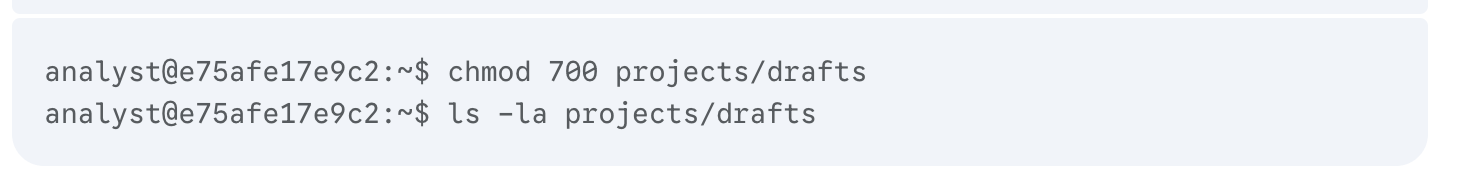 analyst@e75afe17e9c2:~$ chmod 700 projects/drafts
analyst@e75afe17e9c2:~$ ls -la projects/drafts